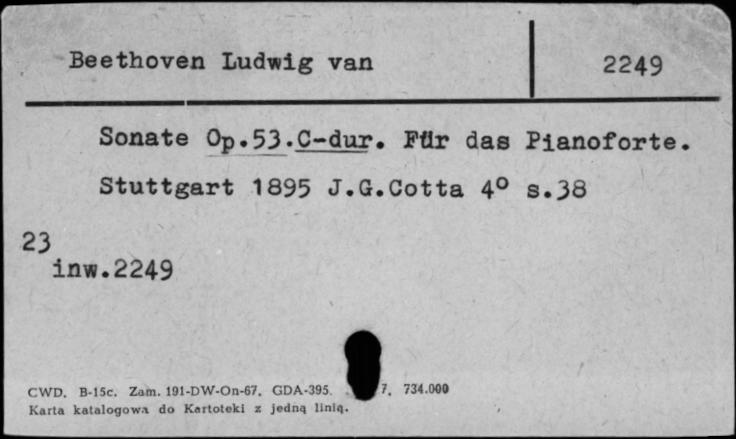 Beethoven Ludwig van 2249
Sonate Op.53.C-dur. Für das Pianoforte.
Stuttgart 1895 J.G.Cotta 4° s.38
23
inw.2249
CWD. B-15c. Zam. 191-DW-On-67. GDA-395. 7. 734.000
Karta katalogowa do Kartoteki z jedną linią.